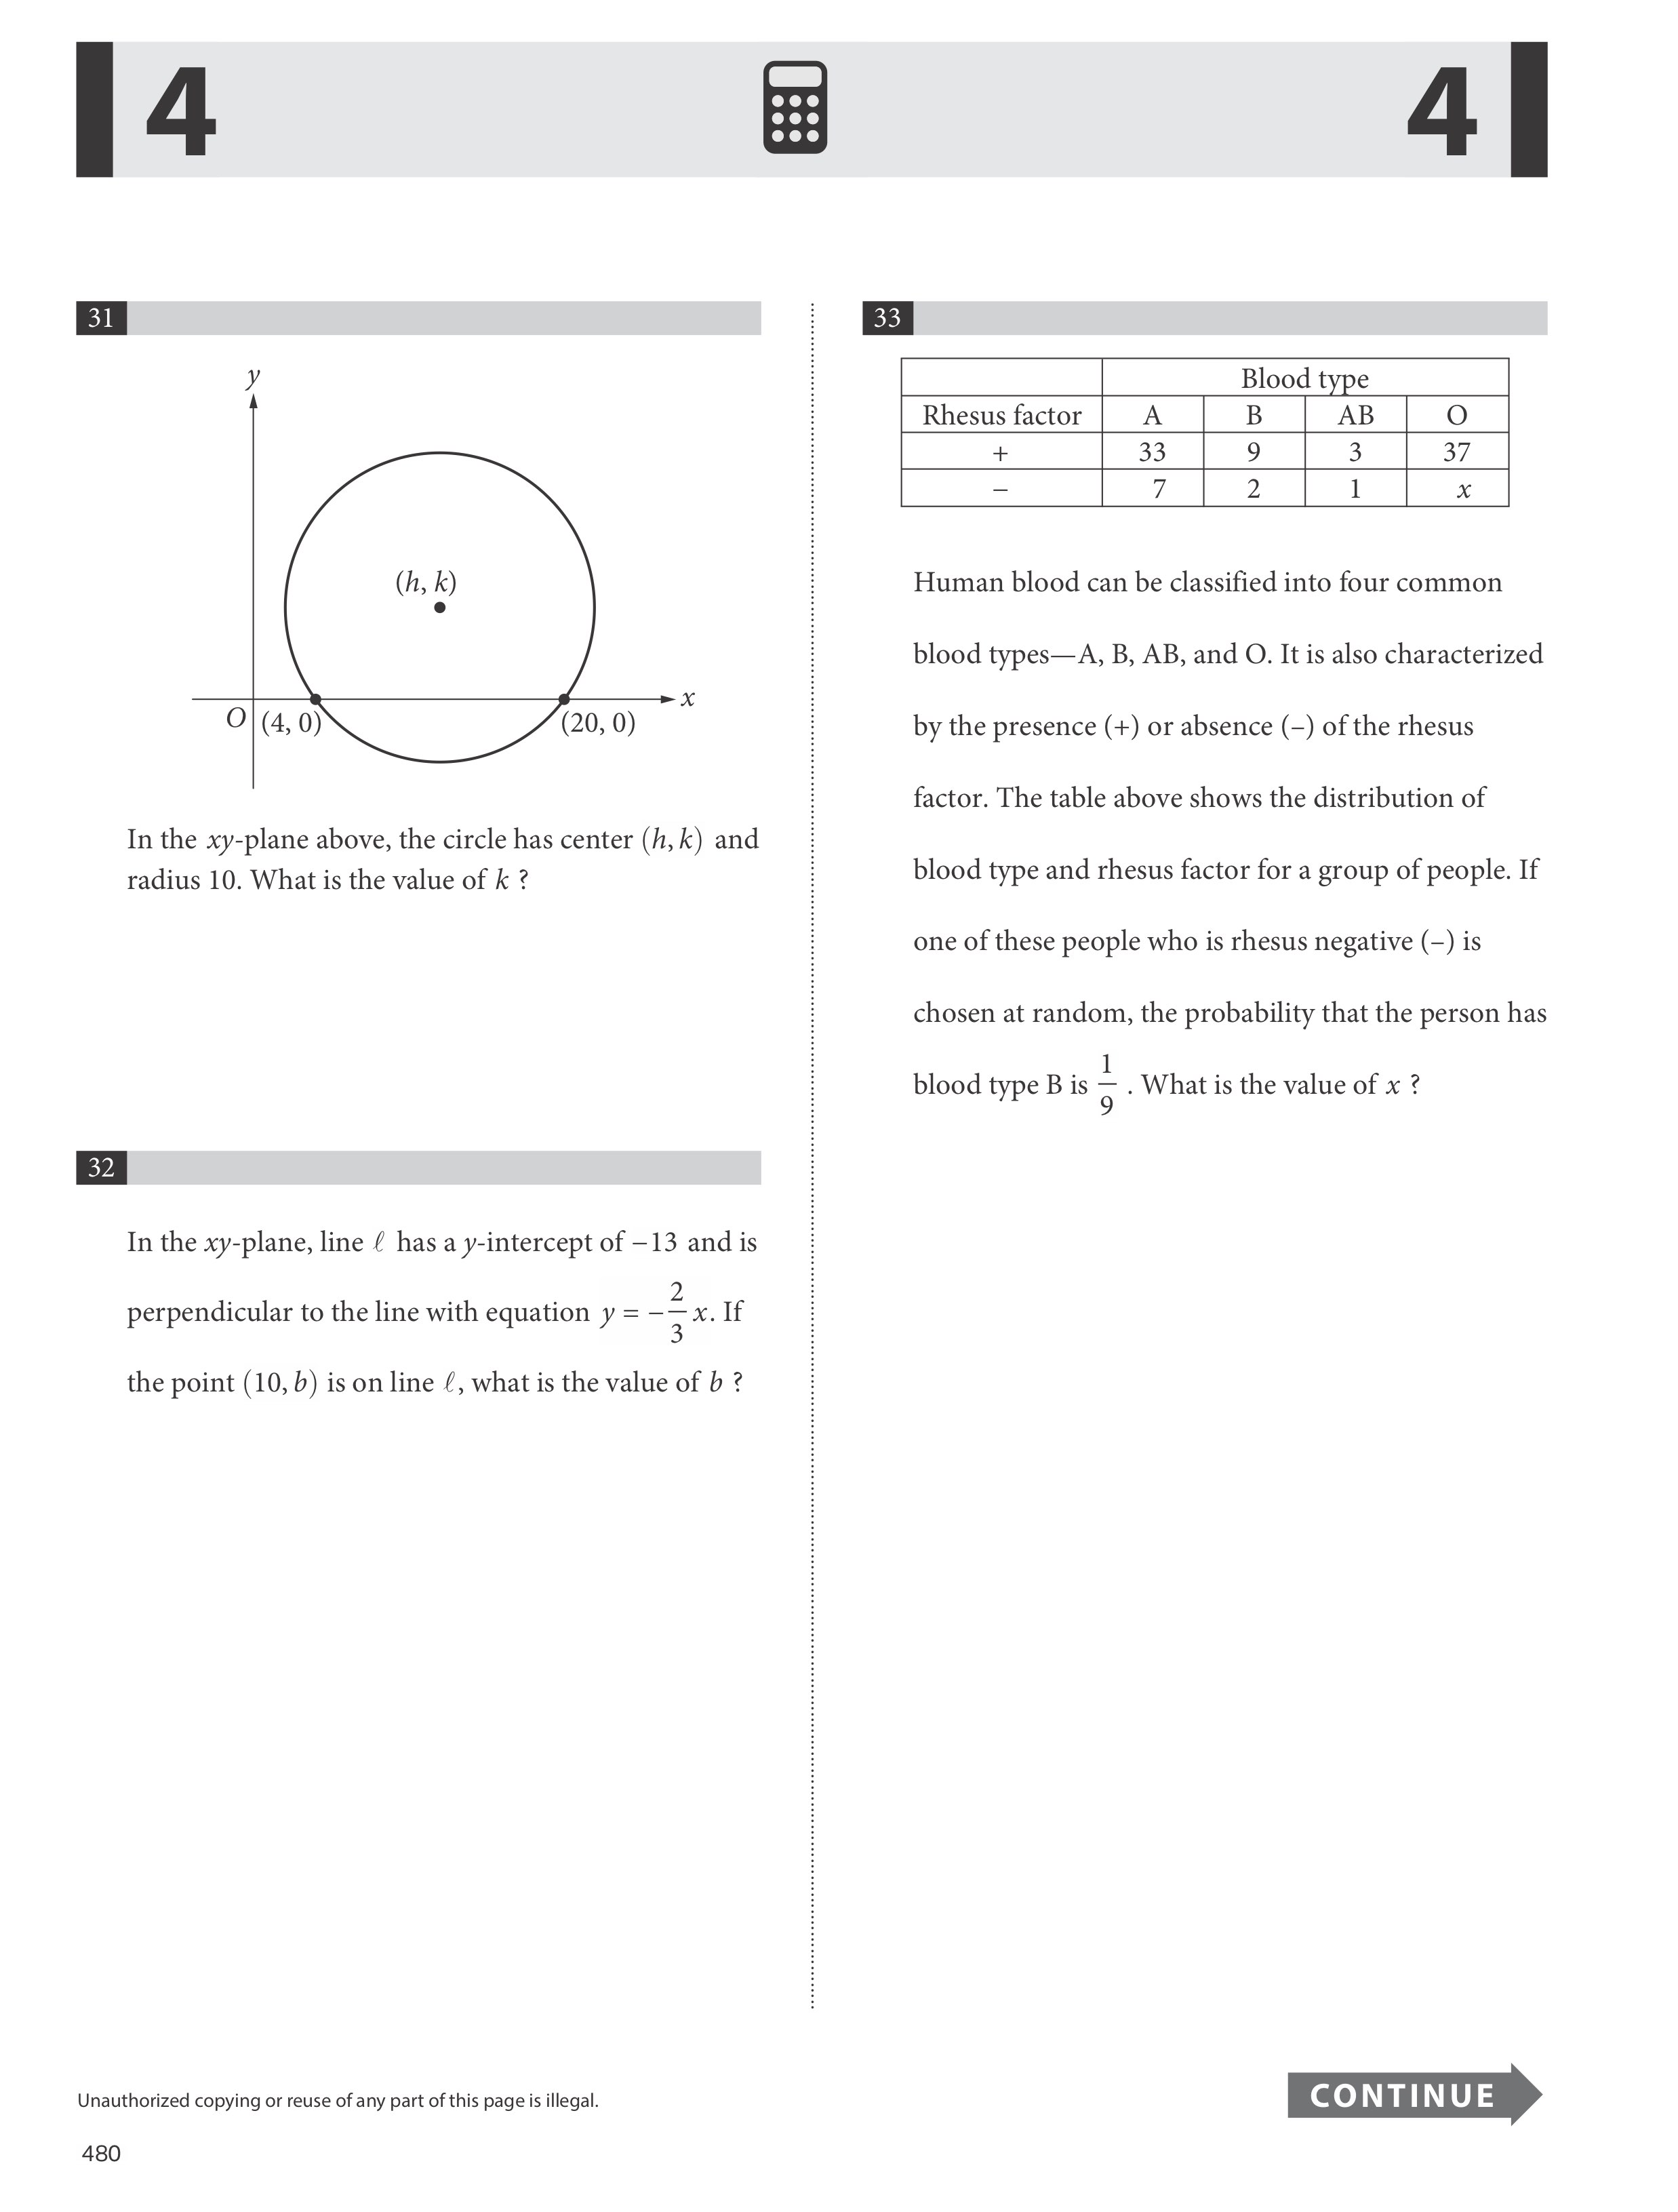 4 4
31
y
(h, k)
x
O (4, 0) (20, 0)
In the xy-plane above, the circle has center (h, k) and
radius 10. What is the value of k ?
32
In the xy-plane, line ℓ has a y-intercept of −13 and is
perpendicular to the line with equation y = −2/3 x. If
the point (10, b) is on line ℓ, what is the value of b ?
33
Blood type
Rhesus factor A B AB O
+ 33 9 3 37
− 7 2 1 x
Human blood can be classified into four common
blood types—A, B, AB, and O. It is also characterized
by the presence (+) or absence (–) of the rhesus
factor. The table above shows the distribution of
blood type and rhesus factor for a group of people. If
one of these people who is rhesus negative (–) is
chosen at random, the probability that the person has
blood type B is 1/9 . What is the value of x ?
Unauthorized copying or reuse of any part of this page is illegal.
CONTINUE
480